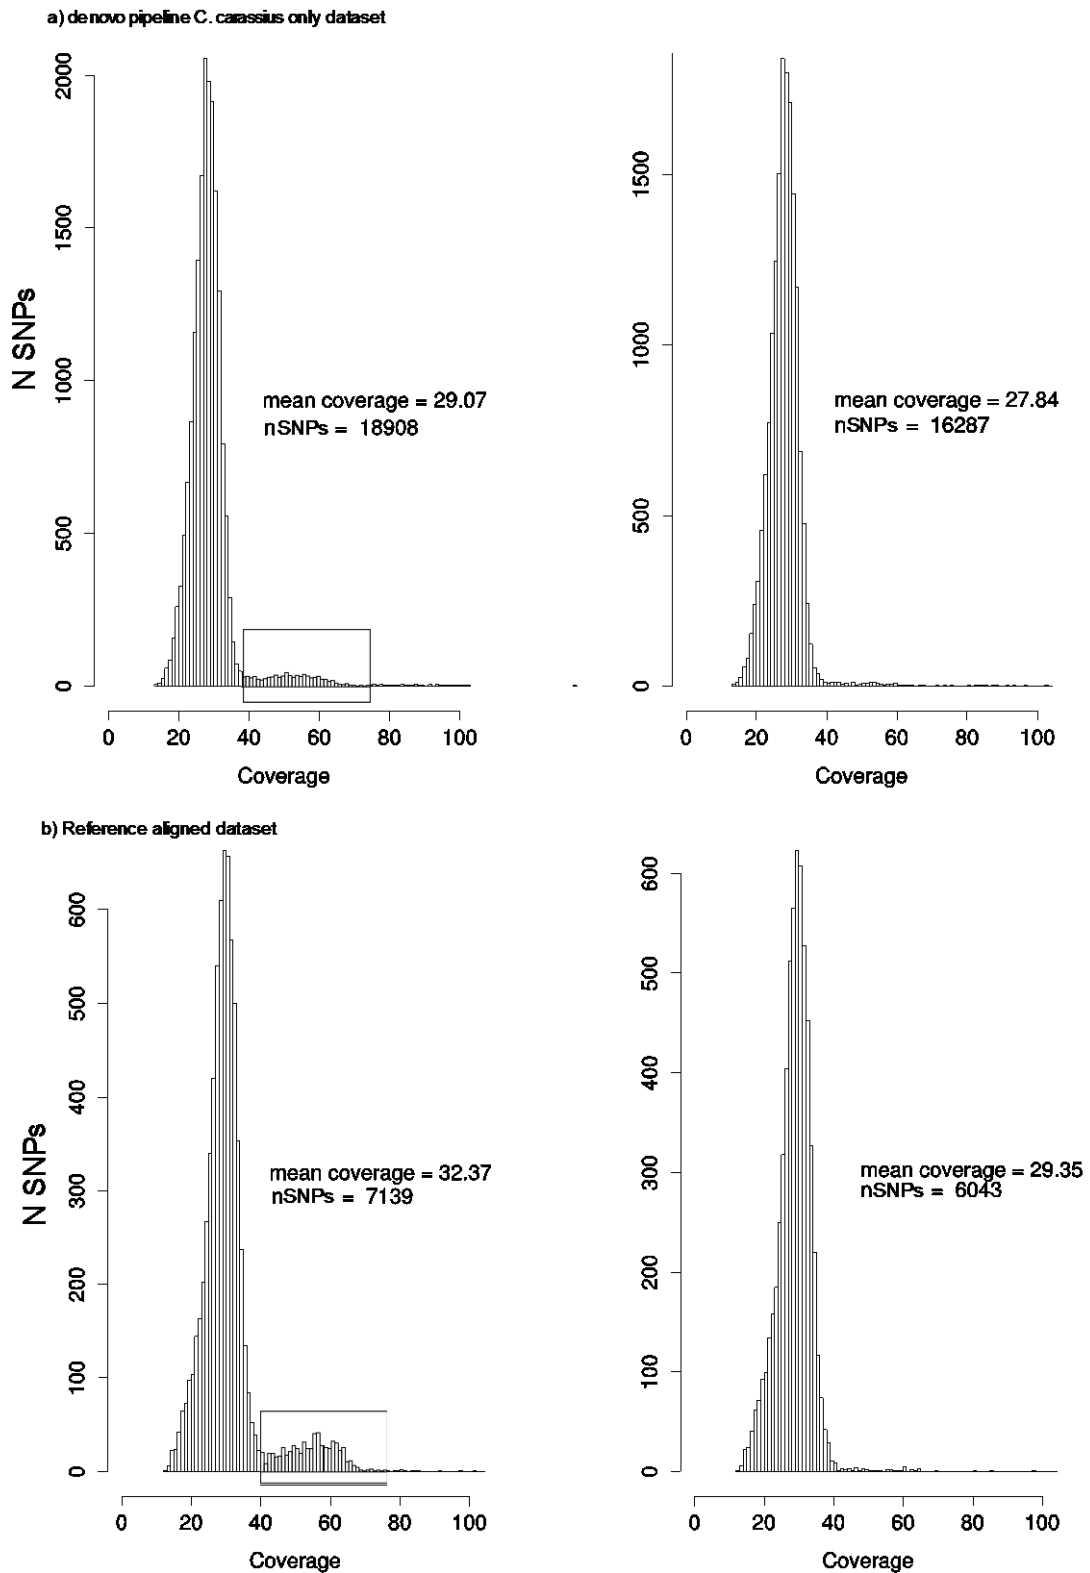 a) de novo pipeline C. carassius only dataset
2000
1500
1000
500
0
N SNPs
mean coverage = 29.07
nSNPs = 18908
0 20 40 60 80 100
Coverage
1500
1000
500
0
mean coverage = 27.84
nSNPs = 16287
0 20 40 60 80 100
Coverage
b) Reference aligned dataset
600
500
400
300
200
100
0
N SNPs
mean coverage = 32.37
nSNPs = 7139
0 20 40 60 80 100
Coverage
600
500
400
300
200
100
0
mean coverage = 29.35
nSNPs = 6043
0 20 40 60 80 100
Coverage